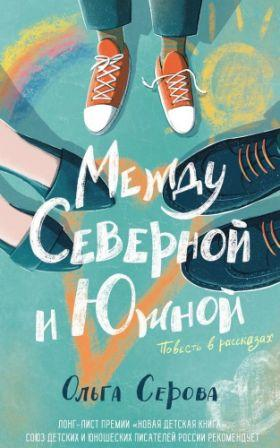 Между
Северной
и Южной
Повесть в рассказах
Ольга Серова
ЛОНГ-ЛИСТ ПРЕМИИ «НОВАЯ ДЕТСКАЯ КНИГА»
СОЮЗ ДЕТСКИХ И ЮНОШЕСКИХ ПИСАТЕЛЕЙ РОССИИ РЕКОМЕНДУЕТ